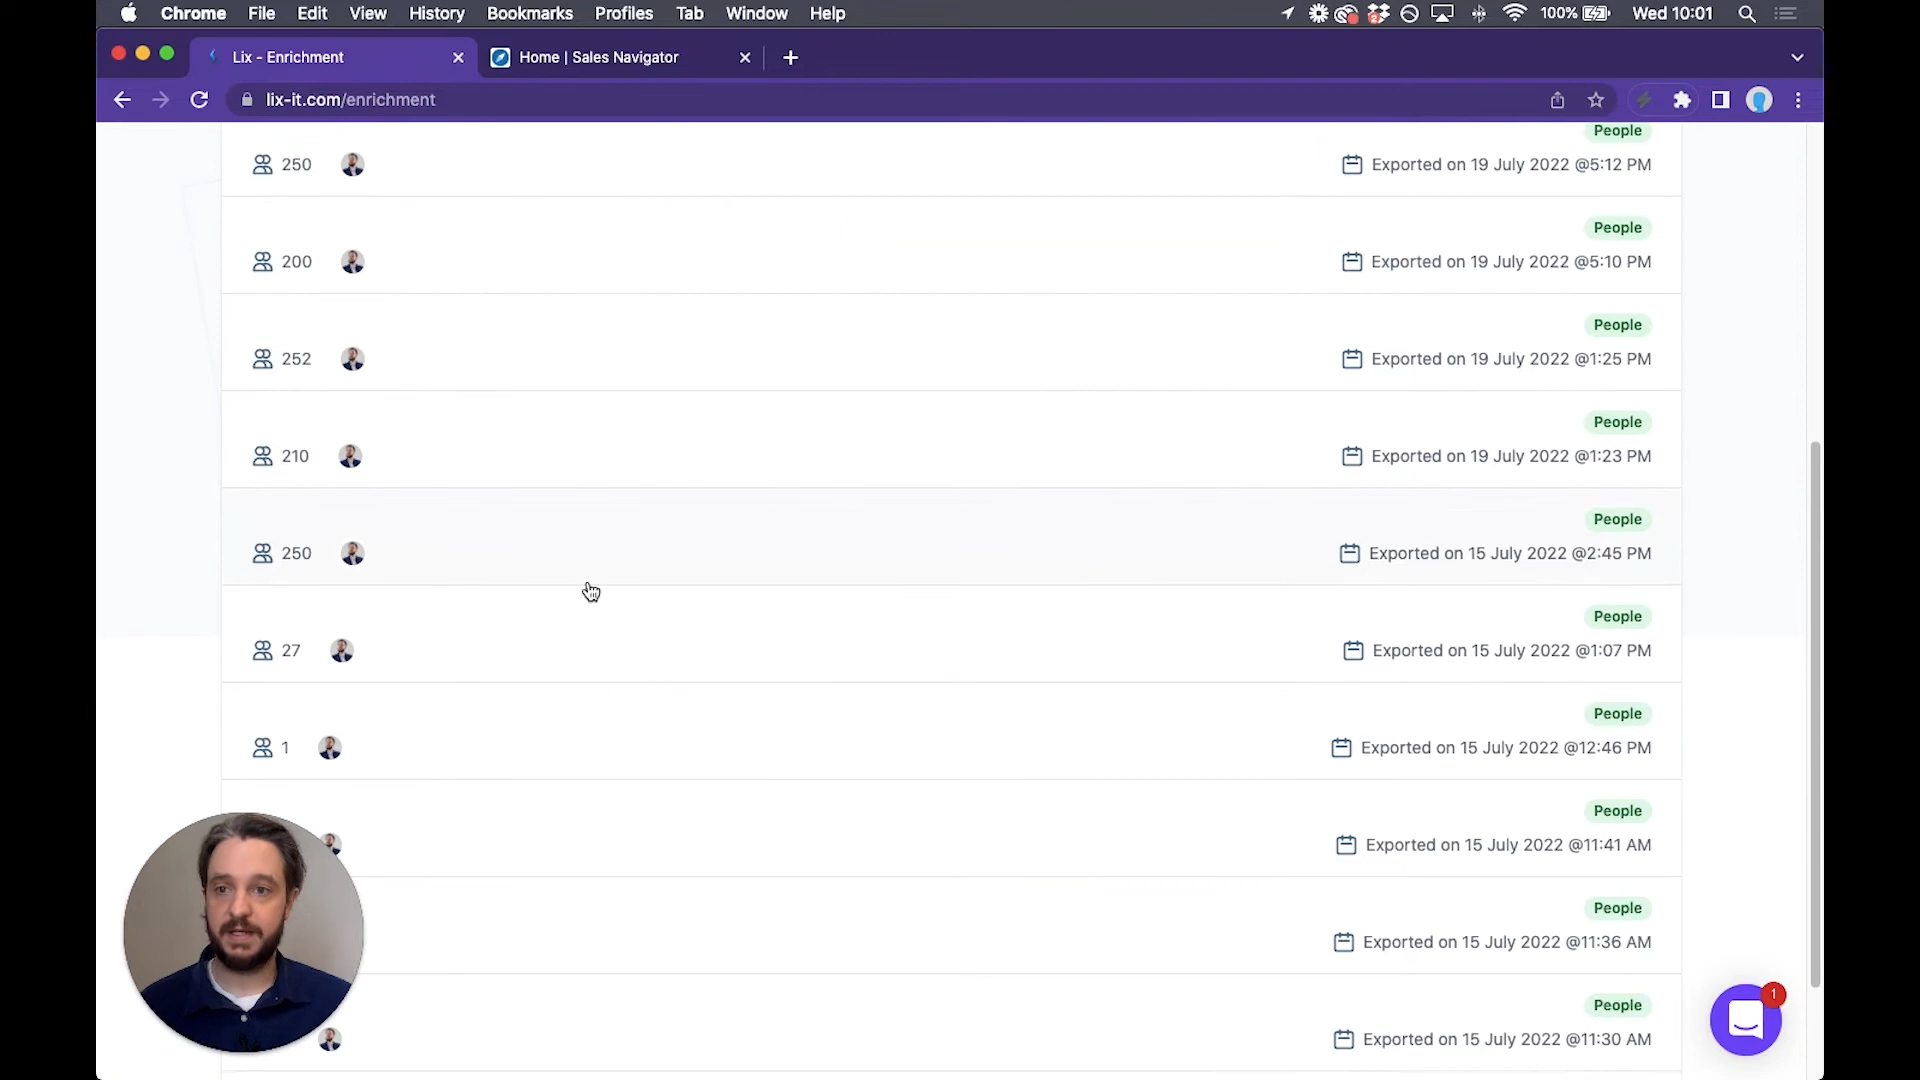 Chrome File Edit View History Bookmarks Profiles Tab Window Help 100% Wed 10:01
Lix - Enrichment Home | Sales Navigator
lix-it.com/enrichment
People
250 Exported on 19 July 2022 @5:12 PM
People
200 Exported on 19 July 2022 @5:10 PM
People
252 Exported on 19 July 2022 @1:25 PM
People
210 Exported on 19 July 2022 @1:23 PM
People
250 Exported on 15 July 2022 @2:45 PM
People
27 Exported on 15 July 2022 @1:07 PM
People
1 Exported on 15 July 2022 @12:46 PM
People
Exported on 15 July 2022 @11:41 AM
People
Exported on 15 July 2022 @11:36 AM
People
Exported on 15 July 2022 @11:30 AM
1